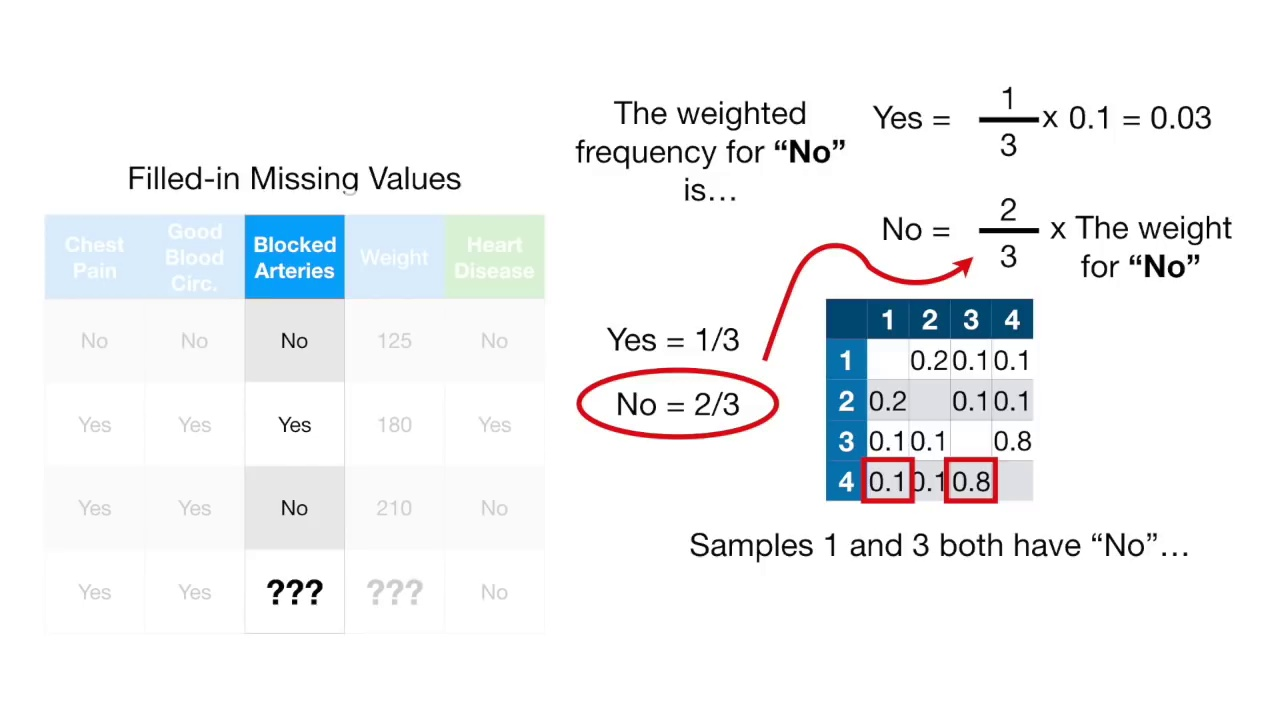 Filled-in Missing Values
Chest Pain Good Blood Circ. Blocked Arteries Weight Heart Disease
No No No 125 No
Yes Yes Yes 180 Yes
Yes Yes No 210 No
Yes Yes ??? ??? No
The weighted
frequency for “No”
is…
Yes = 1/3
No = 2/3
Yes = 1/3 x 0.1 = 0.03
No = 2/3 x The weight
for “No”
1 2 3 4
1 0.2 0.1 0.1
2 0.2 0.1 0.1
3 0.1 0.1 0.8
4 0.1 0.1 0.8
Samples 1 and 3 both have “No”…